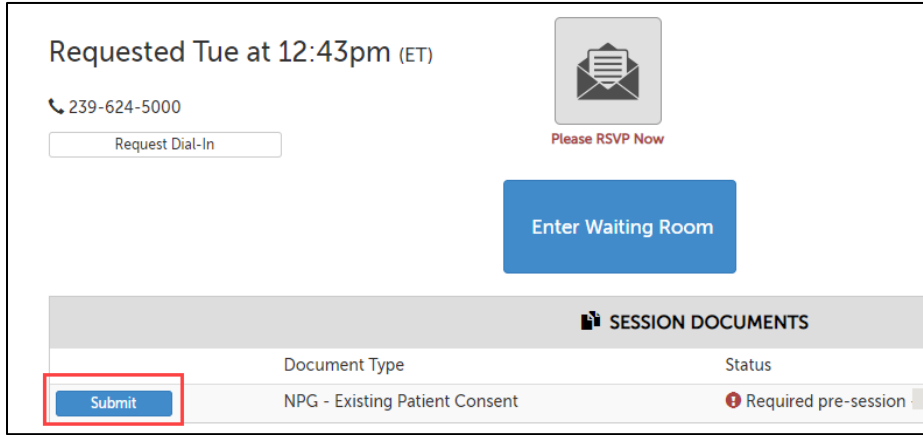 Requested Tue at 12:43pm (ET)
239-624-5000
Request Dial-In
Please RSVP Now
Enter Waiting Room
SESSION DOCUMENTS
Document Type Status
Submit NPG - Existing Patient Consent Required pre-session -